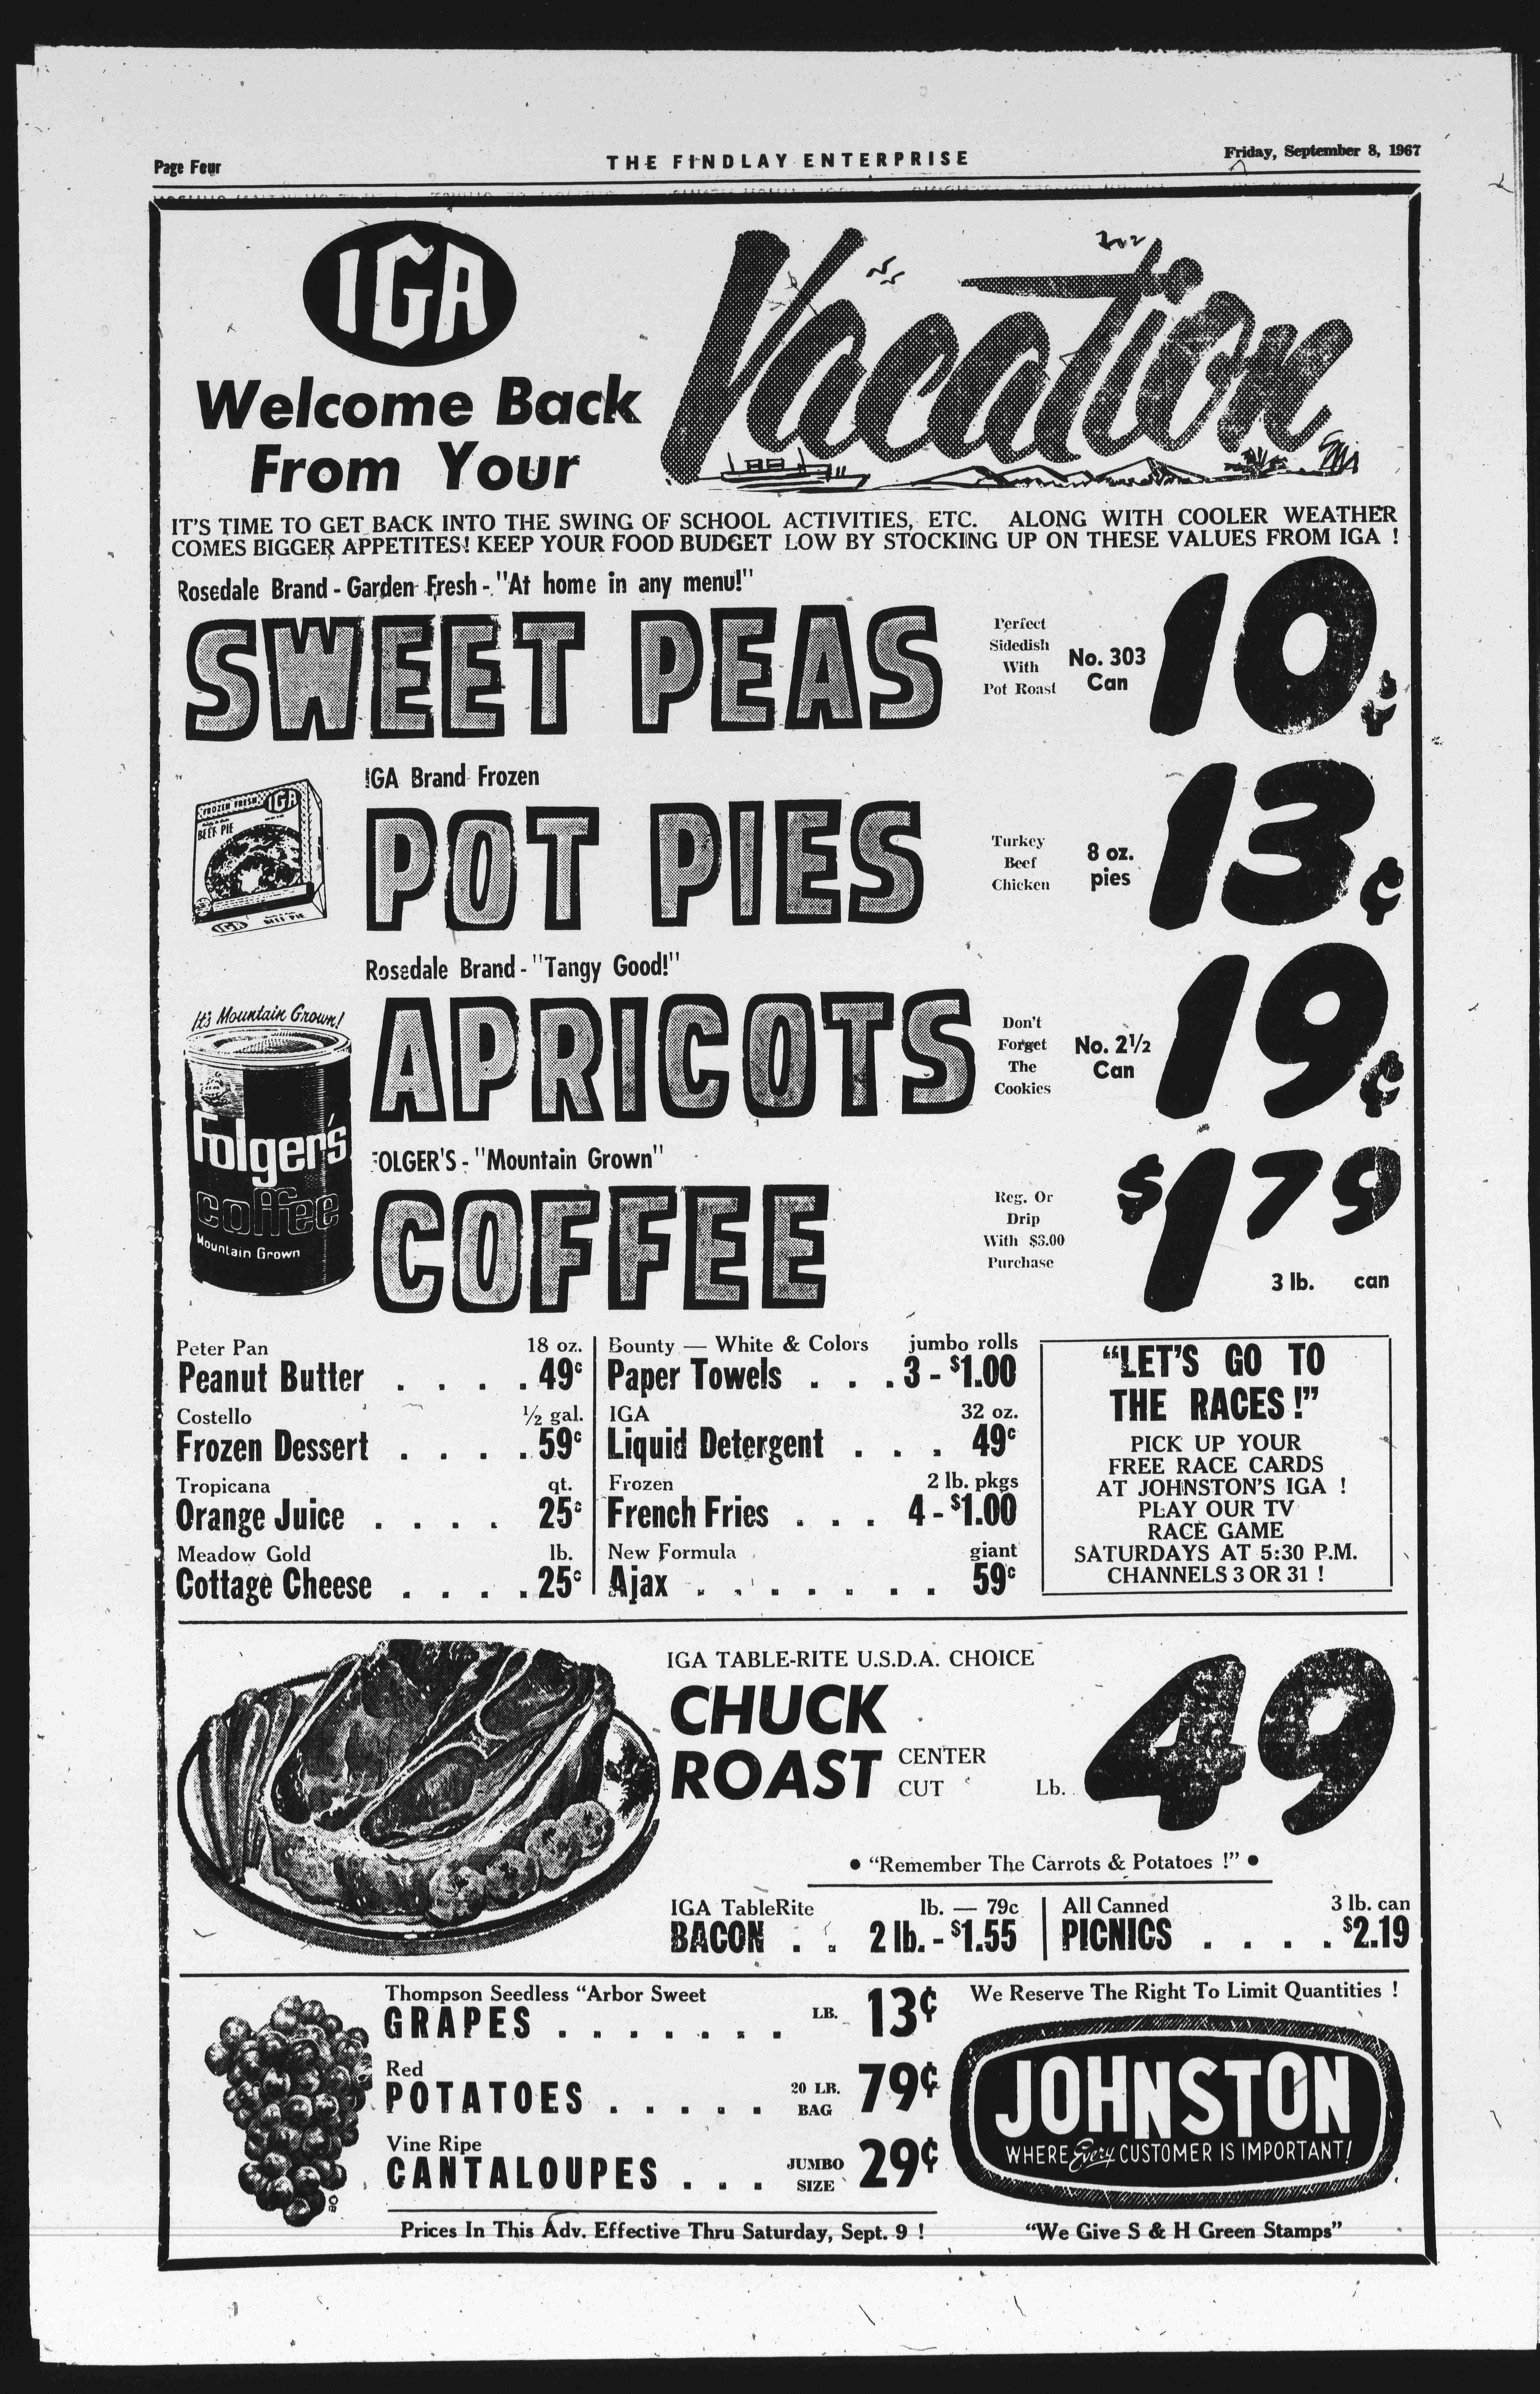 Page Four
THE FINDLAY ENTERPRISE
Friday, September 8, 1967
IGA
Welcome Back
From Your
Vacation
IT'S TIME TO GET BACK INTO THE SWING OF SCHOOL ACTIVITIES, ETC. ALONG WITH COOLER WEATHER
COMES BIGGER APPETITES! KEEP YOUR FOOD BUDGET LOW BY STOCKING UP ON THESE VALUES FROM IGA !
Rosedale Brand - Garden Fresh - "At home in any menu!"
SWEET PEAS
Perfect
Sidedish
With
Pot Roast
No. 303
Can
10¢
FROZEN FRESH IGA
BEEF PIE
IGA BEEF PIE
IGA Brand Frozen
POT PIES
Turkey
Beef
Chicken
8 oz.
pies
13¢
Rosedale Brand - "Tangy Good!"
APRICOTS
Don't
Forget
The
Cookies
No. 2½
Can
19¢
It's Mountain Grown!
Folger's
coffee
Mountain Grown
FOLGER'S - "Mountain Grown"
COFFEE
Reg. Or
Drip
With $3.00
Purchase
$1 79
3 lb. can
Peter Pan 18 oz.
Peanut Butter . . . . 49c
Costello ½ gal.
Frozen Dessert . . . . 59c
Tropicana qt.
Orange Juice . . . . 25c
Meadow Gold lb.
Cottage Cheese . . . . 25c
Bounty — White & Colors jumbo rolls
Paper Towels . . . 3 - $1.00
IGA 32 oz.
Liquid Detergent . . . 49c
Frozen 2 lb. pkgs
French Fries . . . 4 - $1.00
New Formula giant
Ajax . . . . . . . 59c
"LET'S GO TO
THE RACES !"
PICK UP YOUR
FREE RACE CARDS
AT JOHNSTON'S IGA !
PLAY OUR TV
RACE GAME
SATURDAYS AT 5:30 P.M.
CHANNELS 3 OR 31 !
IGA TABLE-RITE U.S.D.A. CHOICE
CHUCK
ROAST
CENTER
CUT
Lb.
49
• "Remember The Carrots & Potatoes !" •
IGA TableRite lb. — 79c
BACON . . 2 lb. - $1.55
All Canned 3 lb. can
PICNICS . . . . $2.19
Thompson Seedless "Arbor Sweet
GRAPES . . . . . . . LB. 13¢
Red
POTATOES . . . . . 20 LB. BAG 79¢
Vine Ripe
CANTALOUPES . . . JUMBO SIZE 29¢
Prices In This Adv. Effective Thru Saturday, Sept. 9 !
We Reserve The Right To Limit Quantities !
JOHNSTON
WHERE Every CUSTOMER IS IMPORTANT!
"We Give S & H Green Stamps"